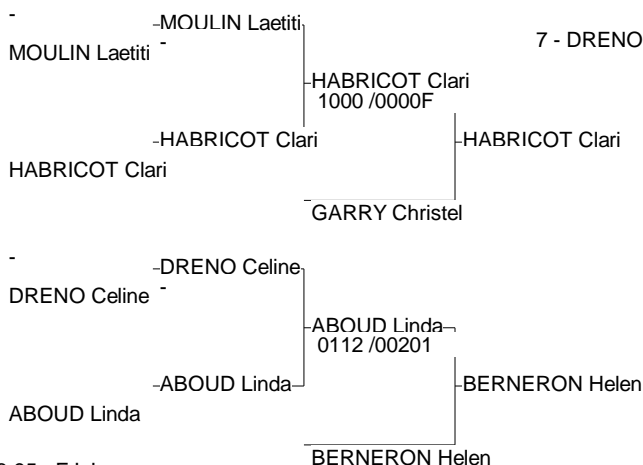 -
MOULIN Laetiti
MOULIN Laetiti
-
7 - DRENO
HABRICOT Clari
1000 /0000F
HABRICOT Clari
HABRICOT Clari
HABRICOT Clari
GARRY Christel
-
DRENO Celine
DRENO Celine
-
ABOUD Linda
0112 /00201
ABOUD Linda
BERNERON Helen
ABOUD Linda
BERNERON Helen